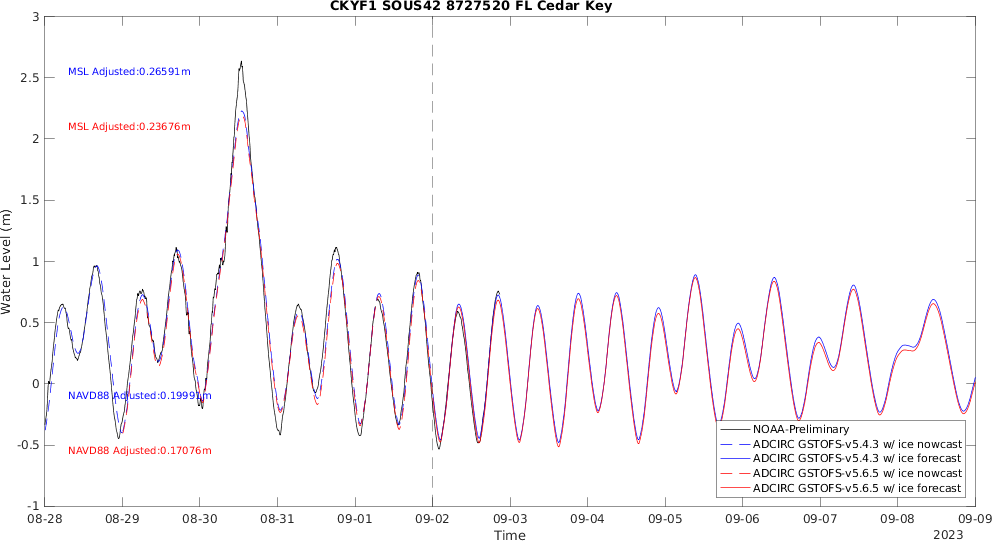 CKYF1 SOUS42 8727520 FL Cedar Key
3
2.5
2
1.5
1
0.5
0
-0.5
-1
Water Level (m)
MSL Adjusted:0.26591m
MSL Adjusted:0.23676m
NAVD88 Adjusted:0.19991m
NAVD88 Adjusted:0.17076m
NOAA-Preliminary
ADCIRC GSTOFS-v5.4.3 w/ ice nowcast
ADCIRC GSTOFS-v5.4.3 w/ ice forecast
ADCIRC GSTOFS-v5.6.5 w/ ice nowcast
ADCIRC GSTOFS-v5.6.5 w/ ice forecast
08-28 08-29 08-30 08-31 09-01 09-02 09-03 09-04 09-05 09-06 09-07 09-08 09-09
Time
2023